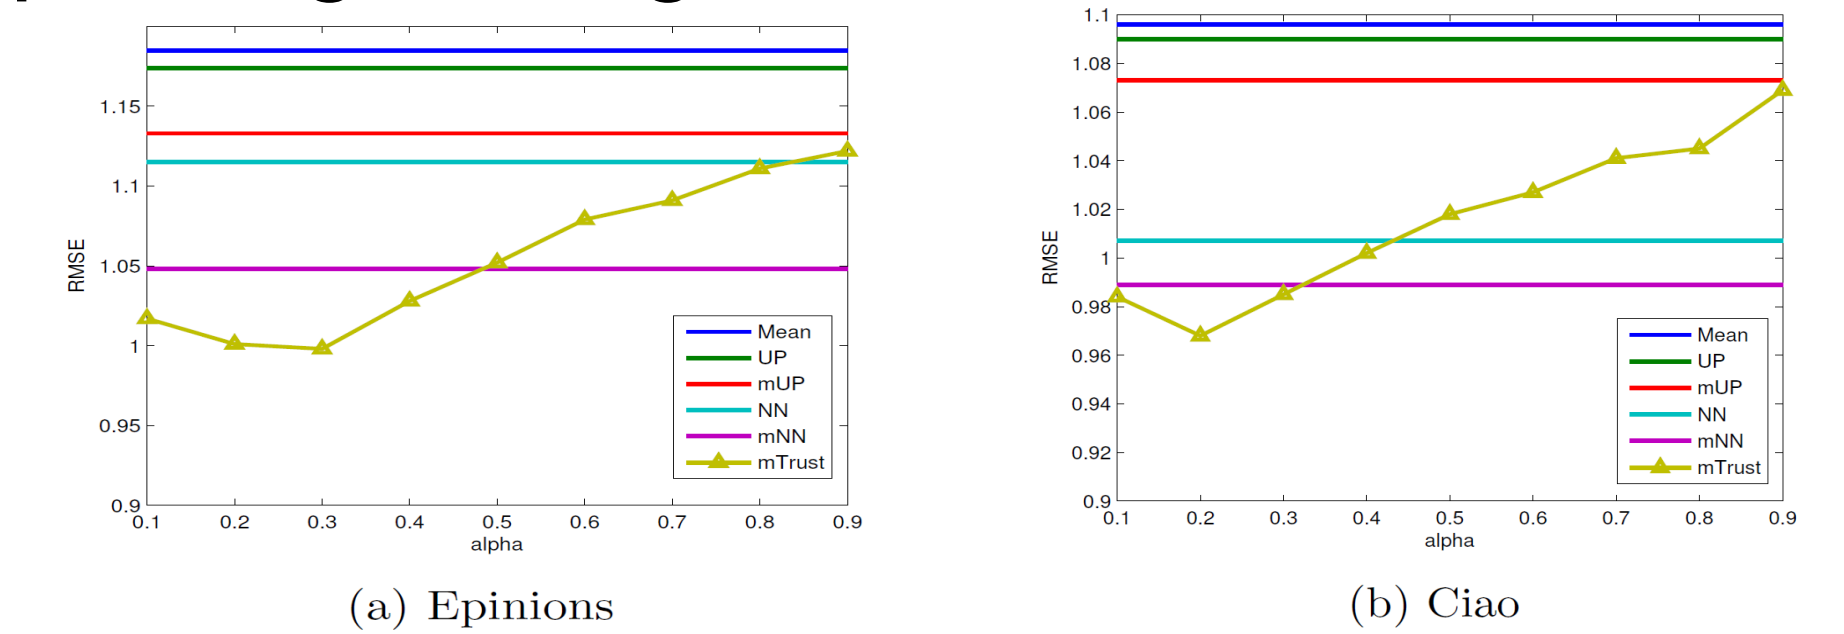 1.15
1.1
1.05
1
0.95
0.9
RMSE
0.1 0.2 0.3 0.4 0.5 0.6 0.7 0.8 0.9
alpha
Mean
UP
mUP
NN
mNN
mTrust
(a) Epinions
1.1
1.08
1.06
1.04
1.02
1
0.98
0.96
0.94
0.92
0.9
RMSE
0.1 0.2 0.3 0.4 0.5 0.6 0.7 0.8 0.9
alpha
Mean
UP
mUP
NN
mNN
mTrust
(b) Ciao